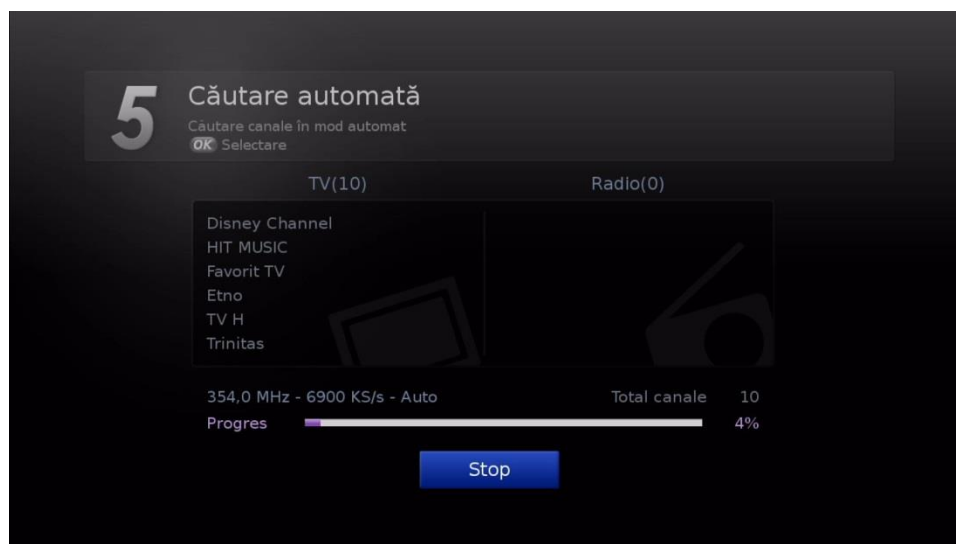 5
Căutare automată
Căutare canale în mod automat
OK Selectare
TV(10) Radio(0)
Disney Channel
HIT MUSIC
Favorit TV
Etno
TV H
Trinitas
354,0 MHz - 6900 KS/s - Auto Total canale 10
Progres 4%
Stop